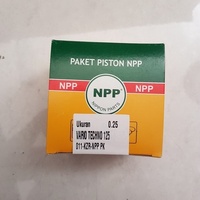 PAKET PISTON NPP
NPP NPP NPP
NIPPON PARTS
Ukuran 0.25
VARIO TECHNO 125
011-KZR-NPP PK